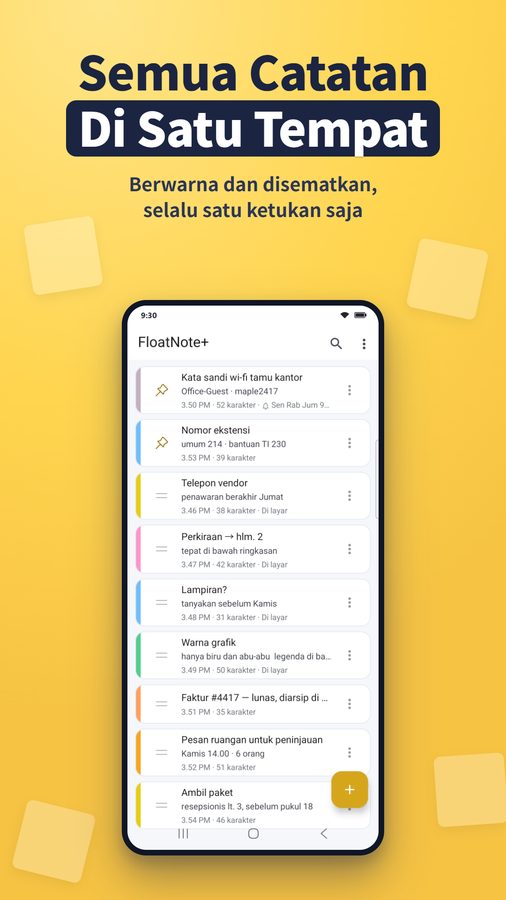 Semua Catatan
Di Satu Tempat
Berwarna dan disematkan,
selalu satu ketukan saja
9:30
FloatNote+
Kata sandi wi-fi tamu kantor
Office-Guest · maple2417
3.50 PM · 52 karakter · Sen Rab Jum 9...
Nomor ekstensi
umum 214 · bantuan TI 230
3.53 PM · 39 karakter
Telepon vendor
penawaran berakhir Jumat
3.46 PM · 38 karakter · Di layar
Perkiraan → hlm. 2
tepat di bawah ringkasan
3.47 PM · 42 karakter · Di layar
Lampiran?
tanyakan sebelum Kamis
3.48 PM · 31 karakter · Di layar
Warna grafik
hanya biru dan abu-abu legenda di ba...
3.49 PM · 50 karakter · Di layar
Faktur #4417 — lunas, diarsip di ...
3.51 PM · 35 karakter
Pesan ruangan untuk peninjauan
Kamis 14.00 · 6 orang
3.52 PM · 51 karakter
Ambil paket
resepsionis lt. 3, sebelum pukul 18
3.54 PM · 46 karakter